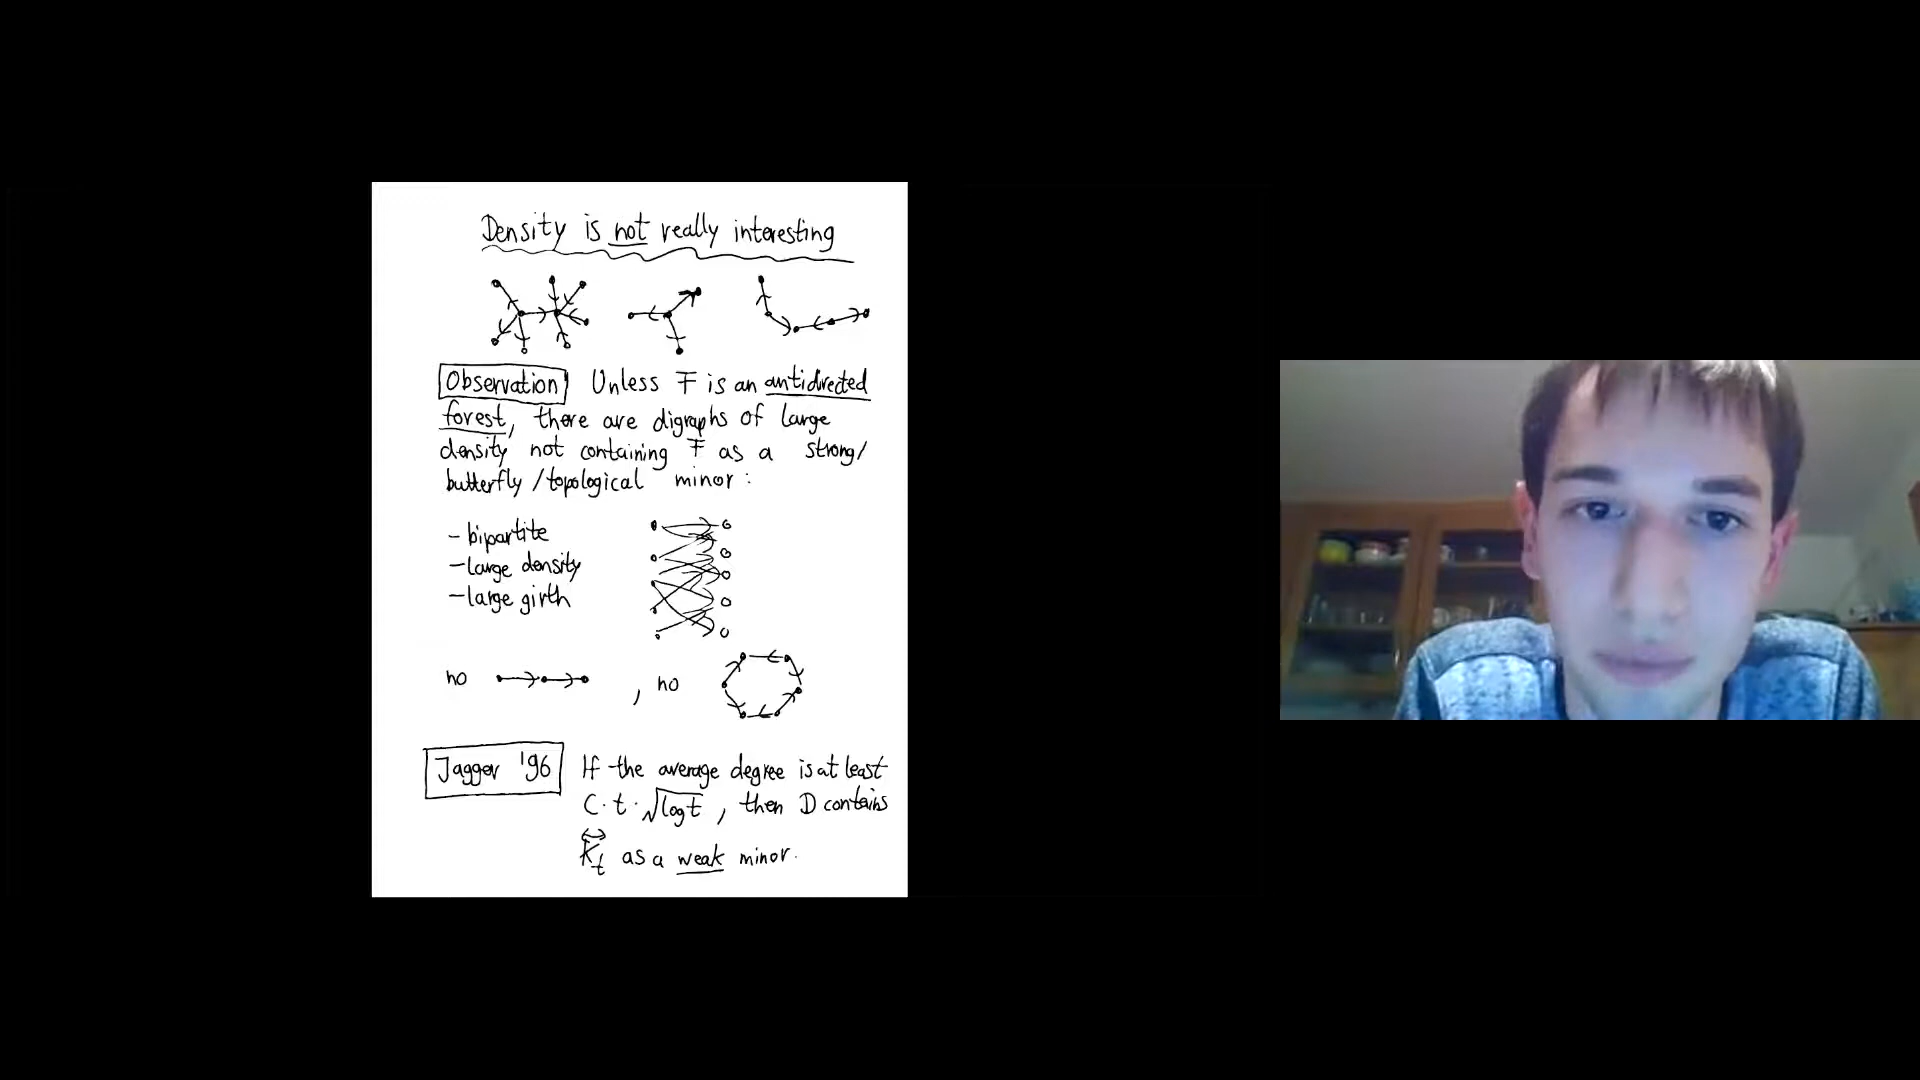 Density is not really interesting
Observation Unless F is an antidirected
forest, there are digraphs of large
density not containing F as a strong/
butterfly/topological minor:
- bipartite
- large density
- large girth
no , no
Jagger '96 If the average degree is at least
C·t·√log t, then D contains
K⃡_t as a weak minor.